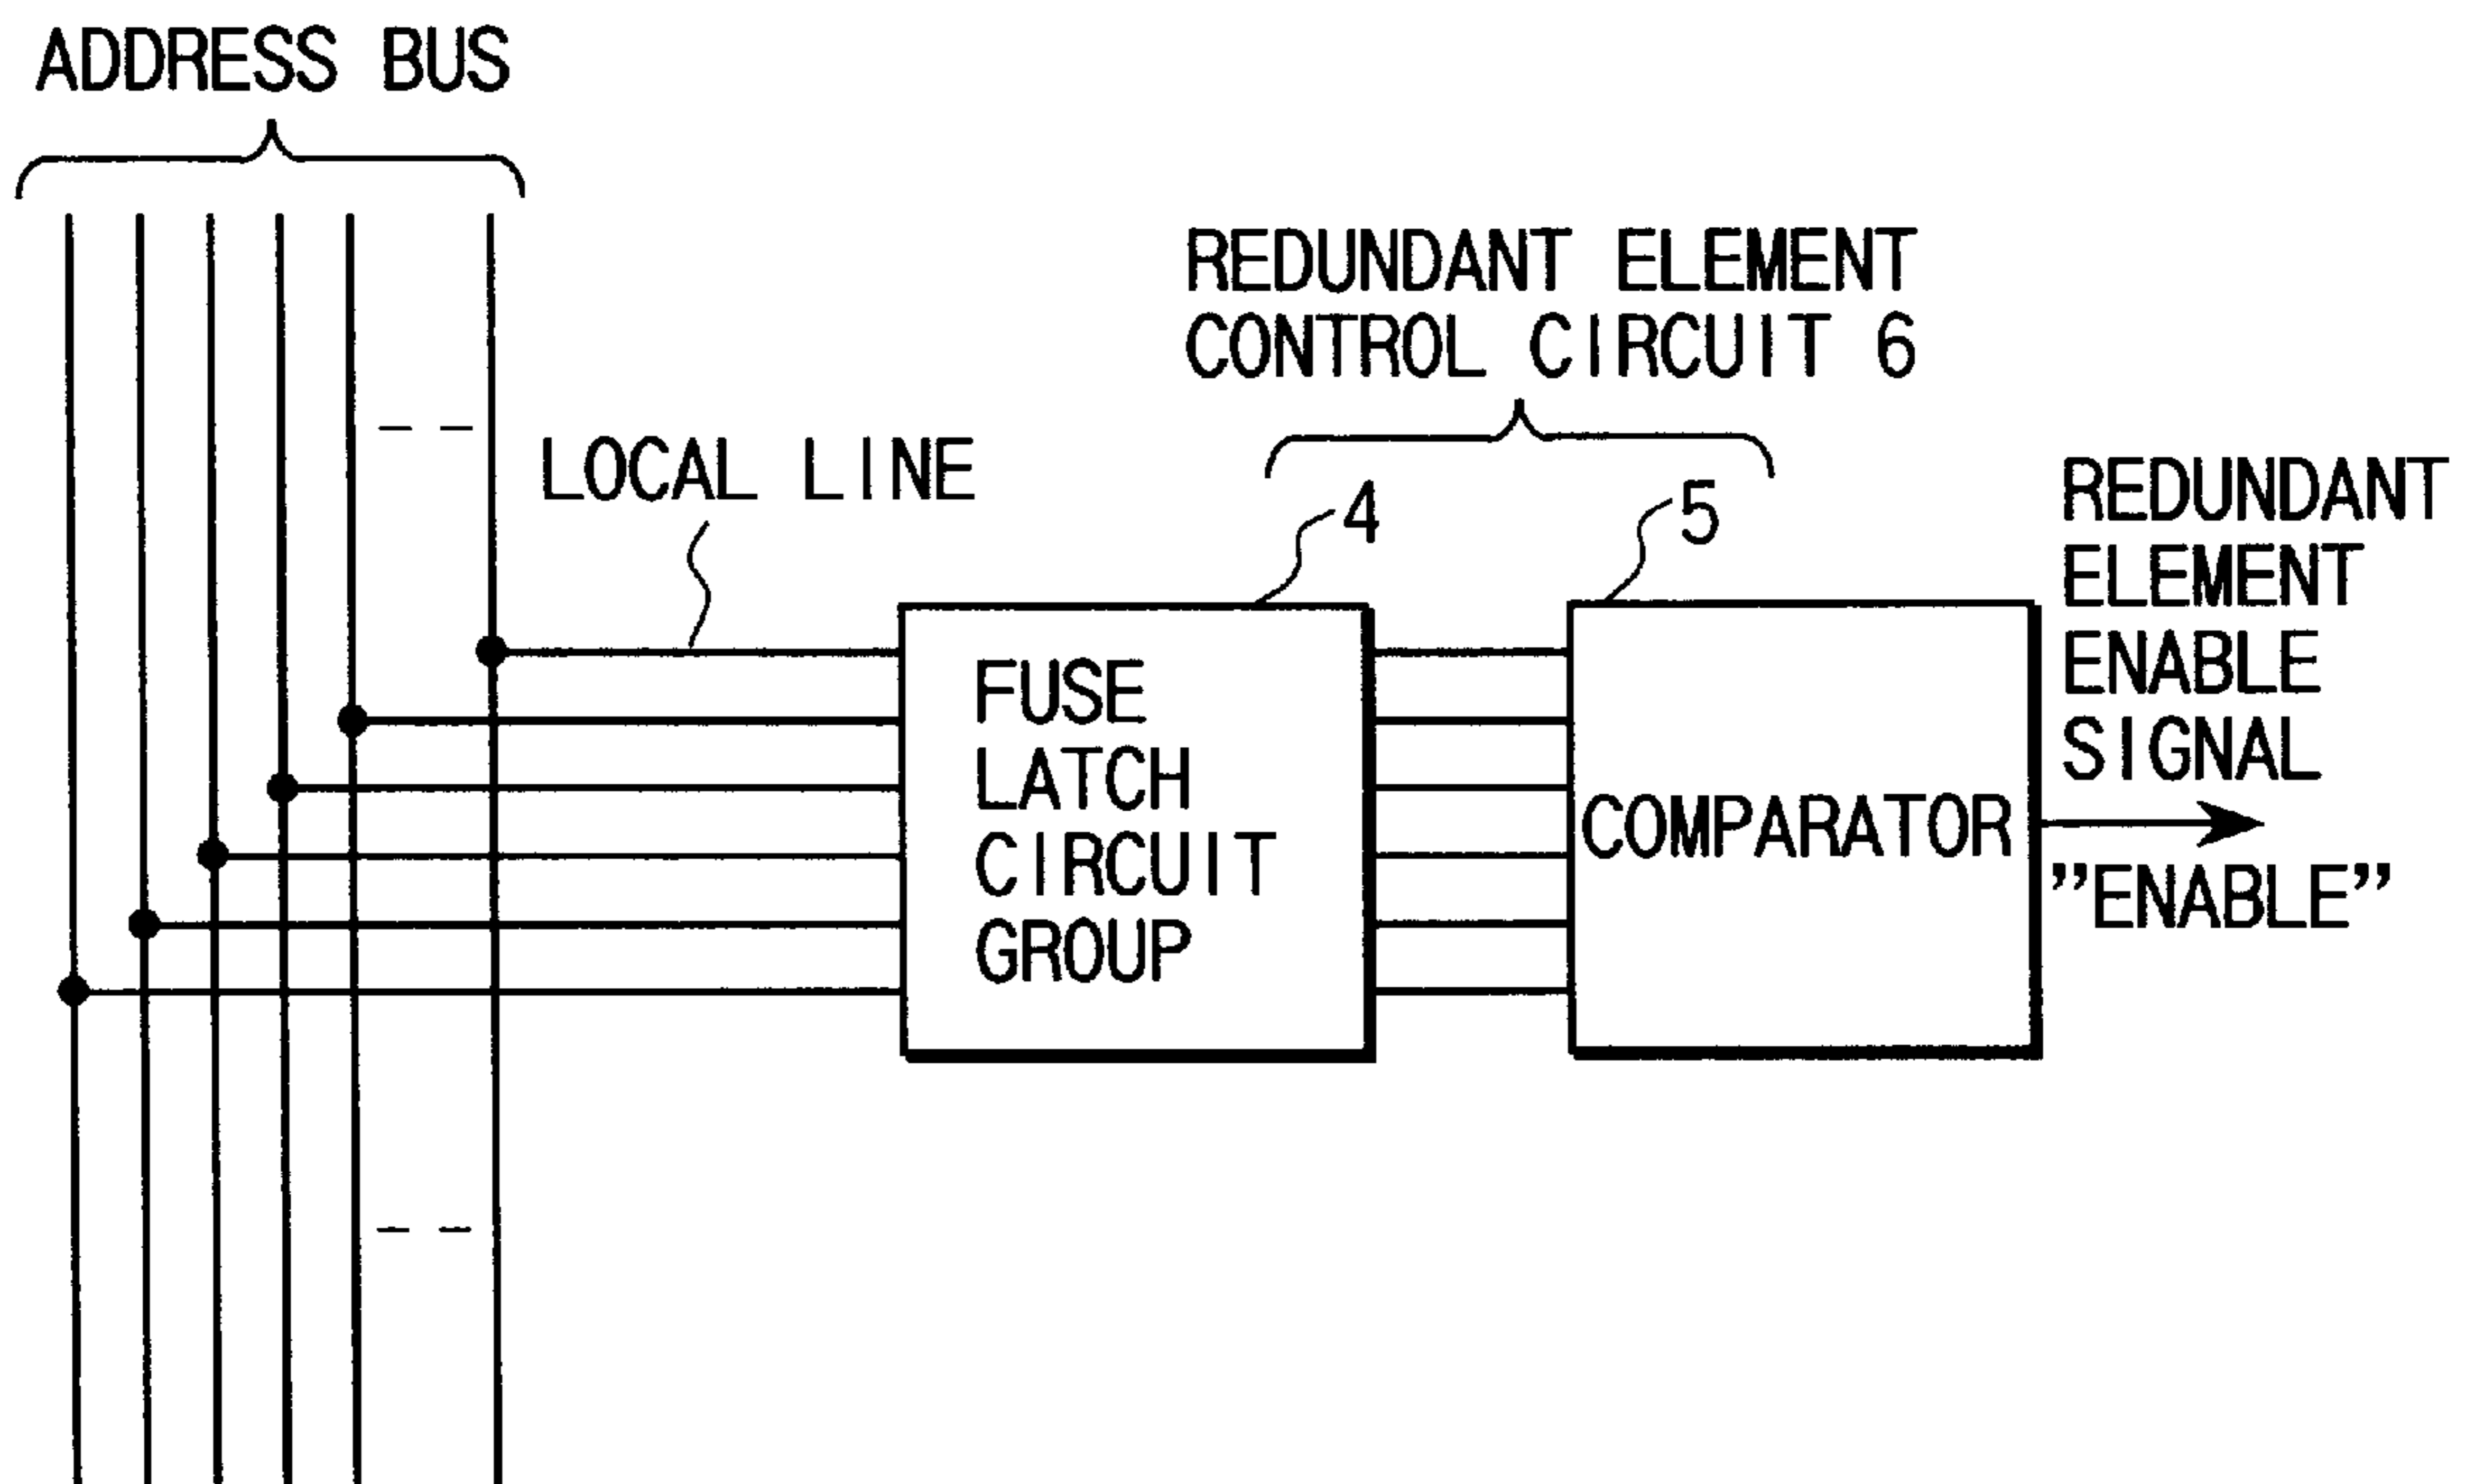 ADDRESS BUS
REDUNDANT ELEMENT
CONTROL CIRCUIT 6
LOCAL LINE
4
5
REDUNDANT
ELEMENT
ENABLE
SIGNAL
FUSE
LATCH
CIRCUIT
GROUP
COMPARATOR
”ENABLE”